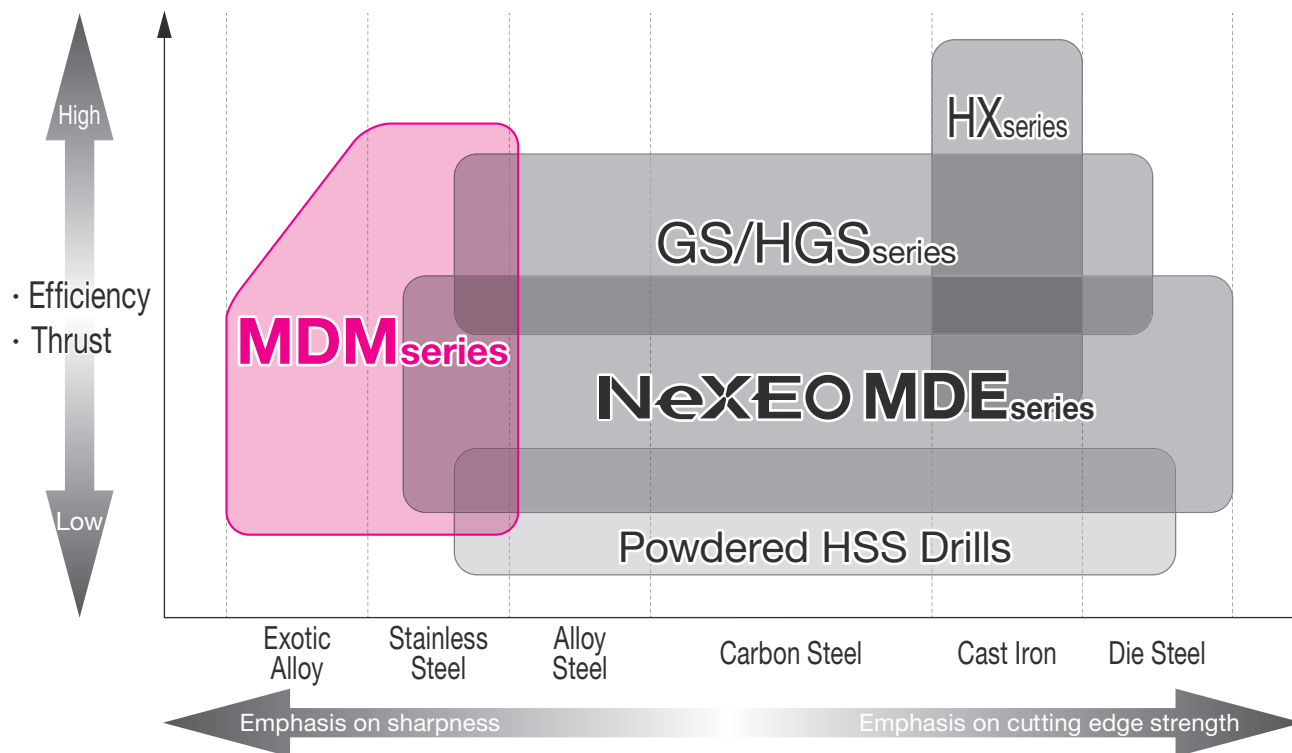 High
Low
・Efficiency
・Thrust
HXseries
GS/HGSseries
MDMseries
NeXEO MDEseries
Powdered HSS Drills
Exotic
Alloy
Stainless
Steel
Alloy
Steel
Carbon Steel
Cast Iron
Die Steel
Emphasis on sharpness
Emphasis on cutting edge strength